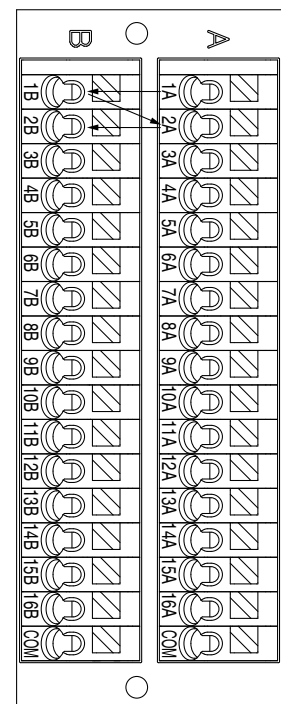 B A
1B 1A
2B 2A
3B 3A
4B 4A
5B 5A
6B 6A
7B 7A
8B 8A
9B 9A
10B 10A
11B 11A
12B 12A
13B 13A
14B 14A
15B 15A
16B 16A
COM COM